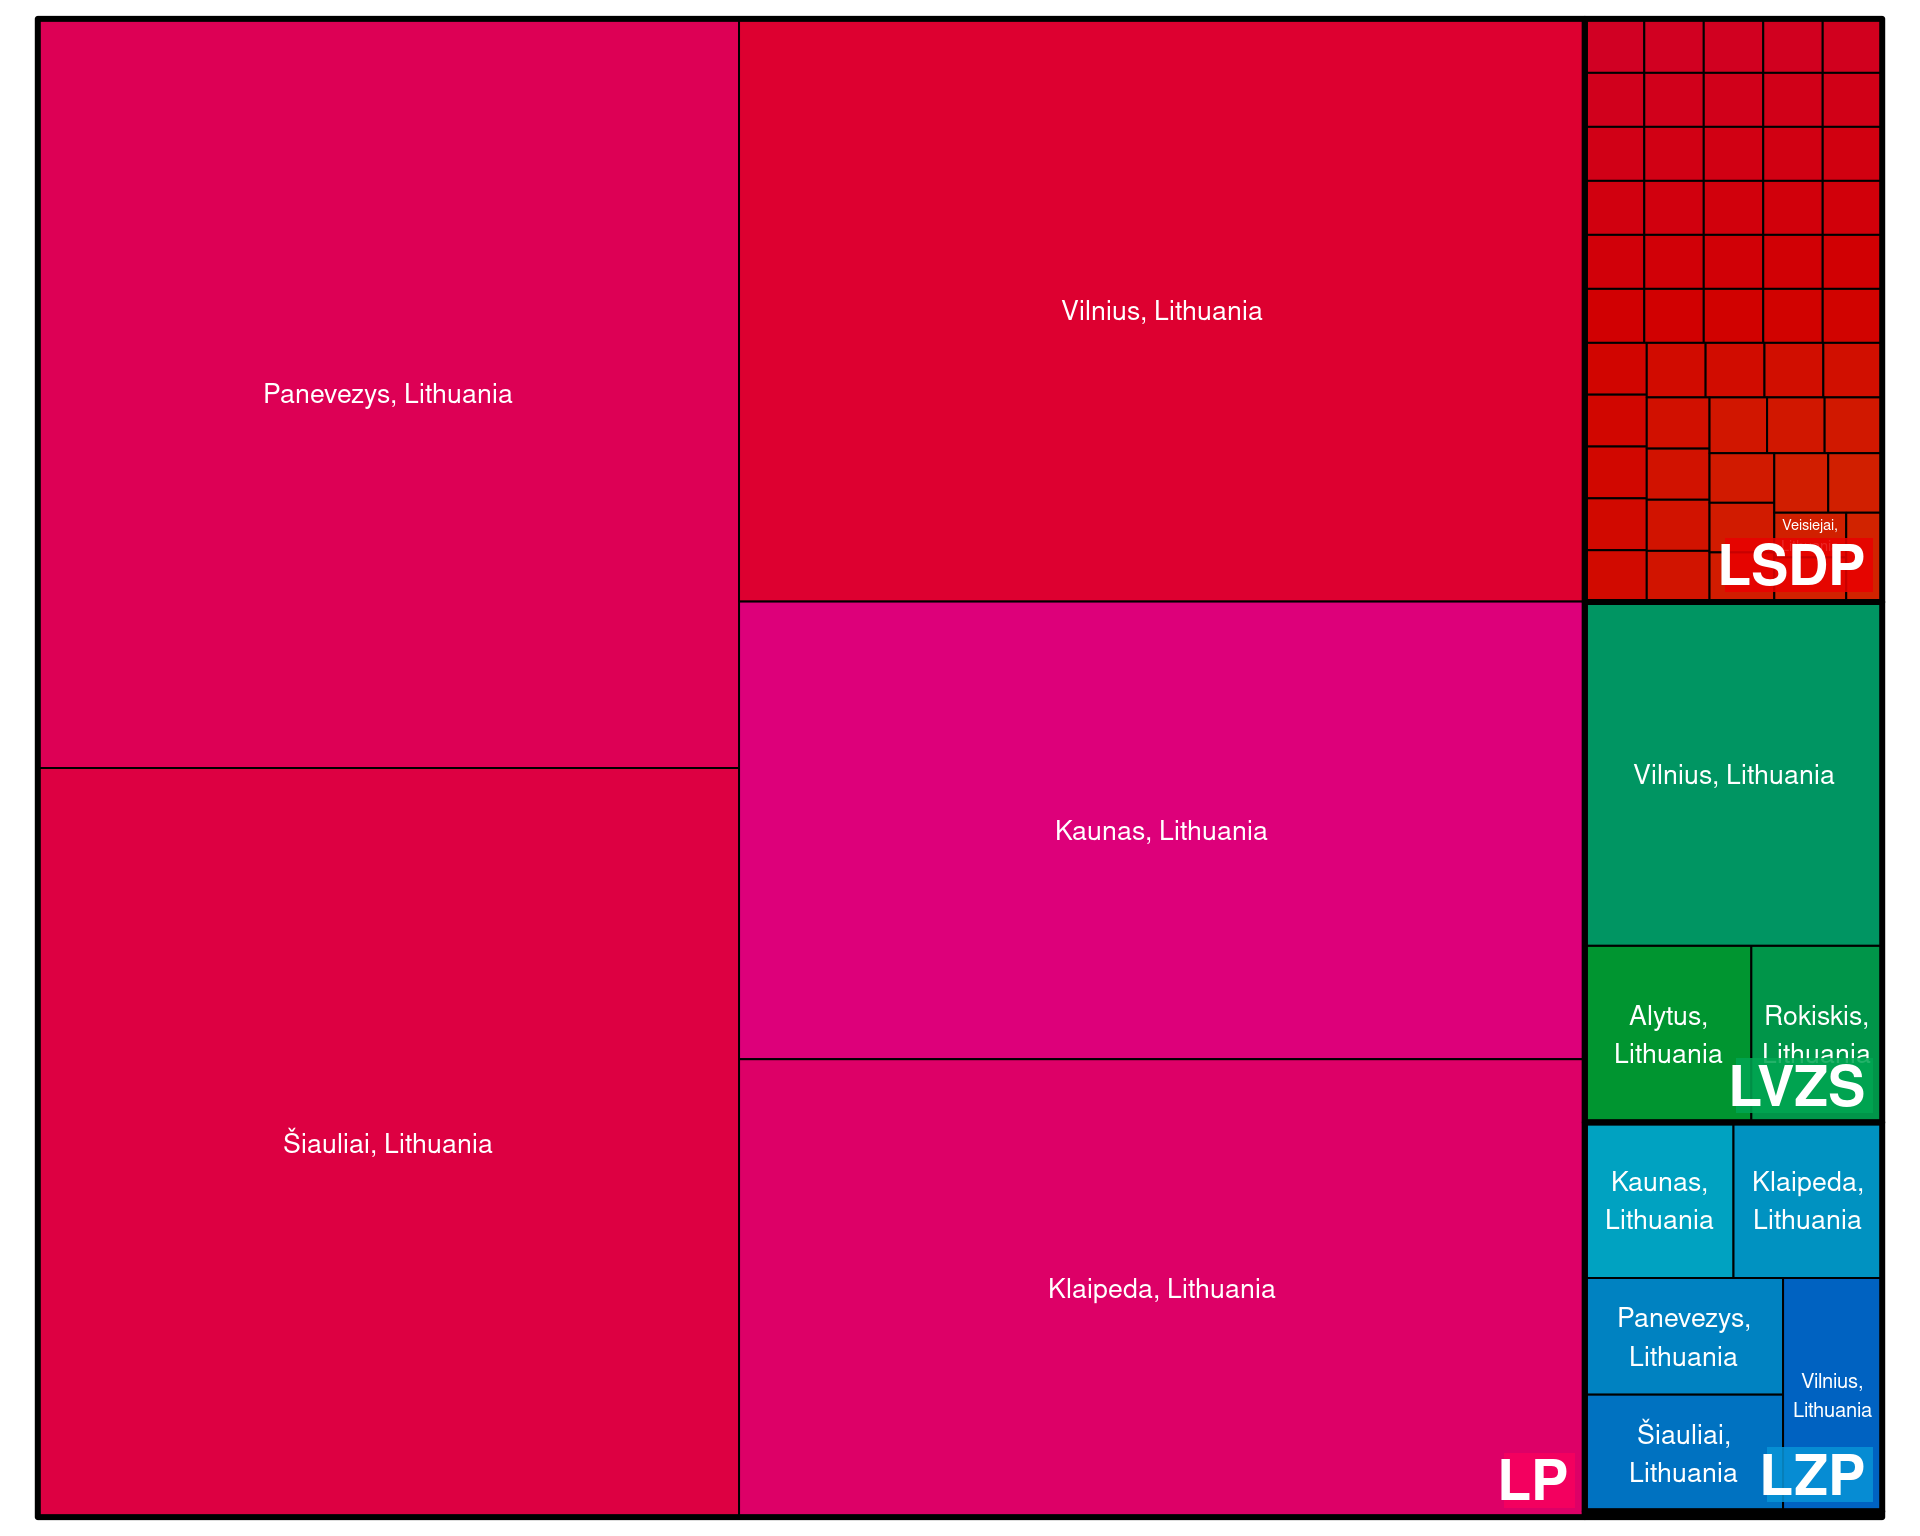 Panevezys, Lithuania
Šiauliai, Lithuania
Vilnius, Lithuania
Kaunas, Lithuania
Klaipeda, Lithuania
LP
Veisiejai,
LSDP
Vilnius, Lithuania
Alytus,
Lithuania
Rokiskis,
Lithuania
LVZS
Kaunas,
Lithuania
Klaipeda,
Lithuania
Panevezys,
Lithuania
Šiauliai,
Lithuania
Vilnius,
Lithuania
LZP